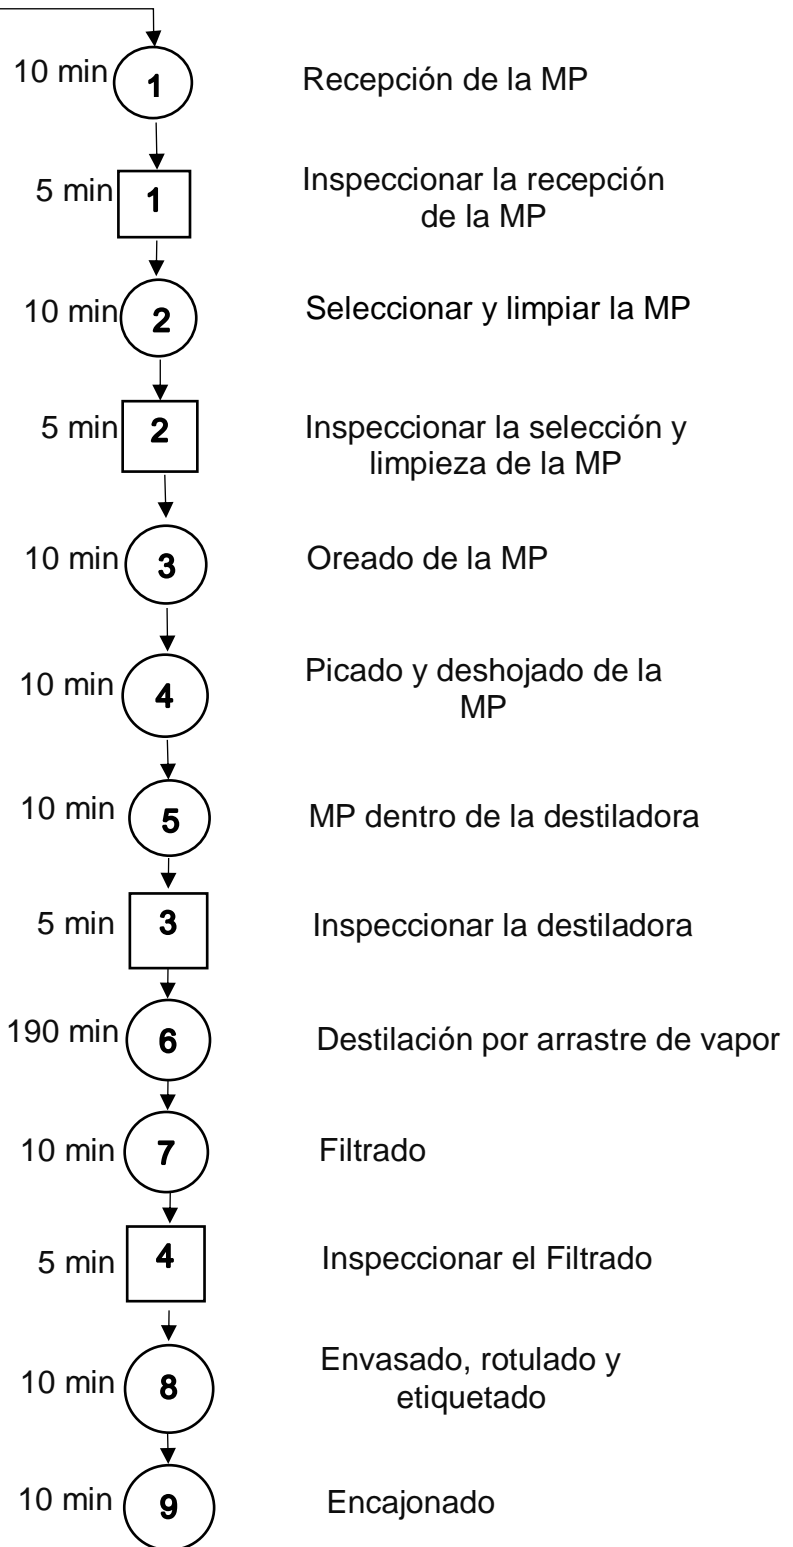 10 min 1 Recepción de la MP
5 min 1 Inspeccionar la recepción
de la MP
10 min 2 Seleccionar y limpiar la MP
5 min 2 Inspeccionar la selección y
limpieza de la MP
10 min 3 Oreado de la MP
10 min 4 Picado y deshojado de la
MP
10 min 5 MP dentro de la destiladora
5 min 3 Inspeccionar la destiladora
190 min 6 Destilación por arrastre de vapor
10 min 7 Filtrado
5 min 4 Inspeccionar el Filtrado
10 min 8 Envasado, rotulado y
etiquetado
10 min 9 Encajonado